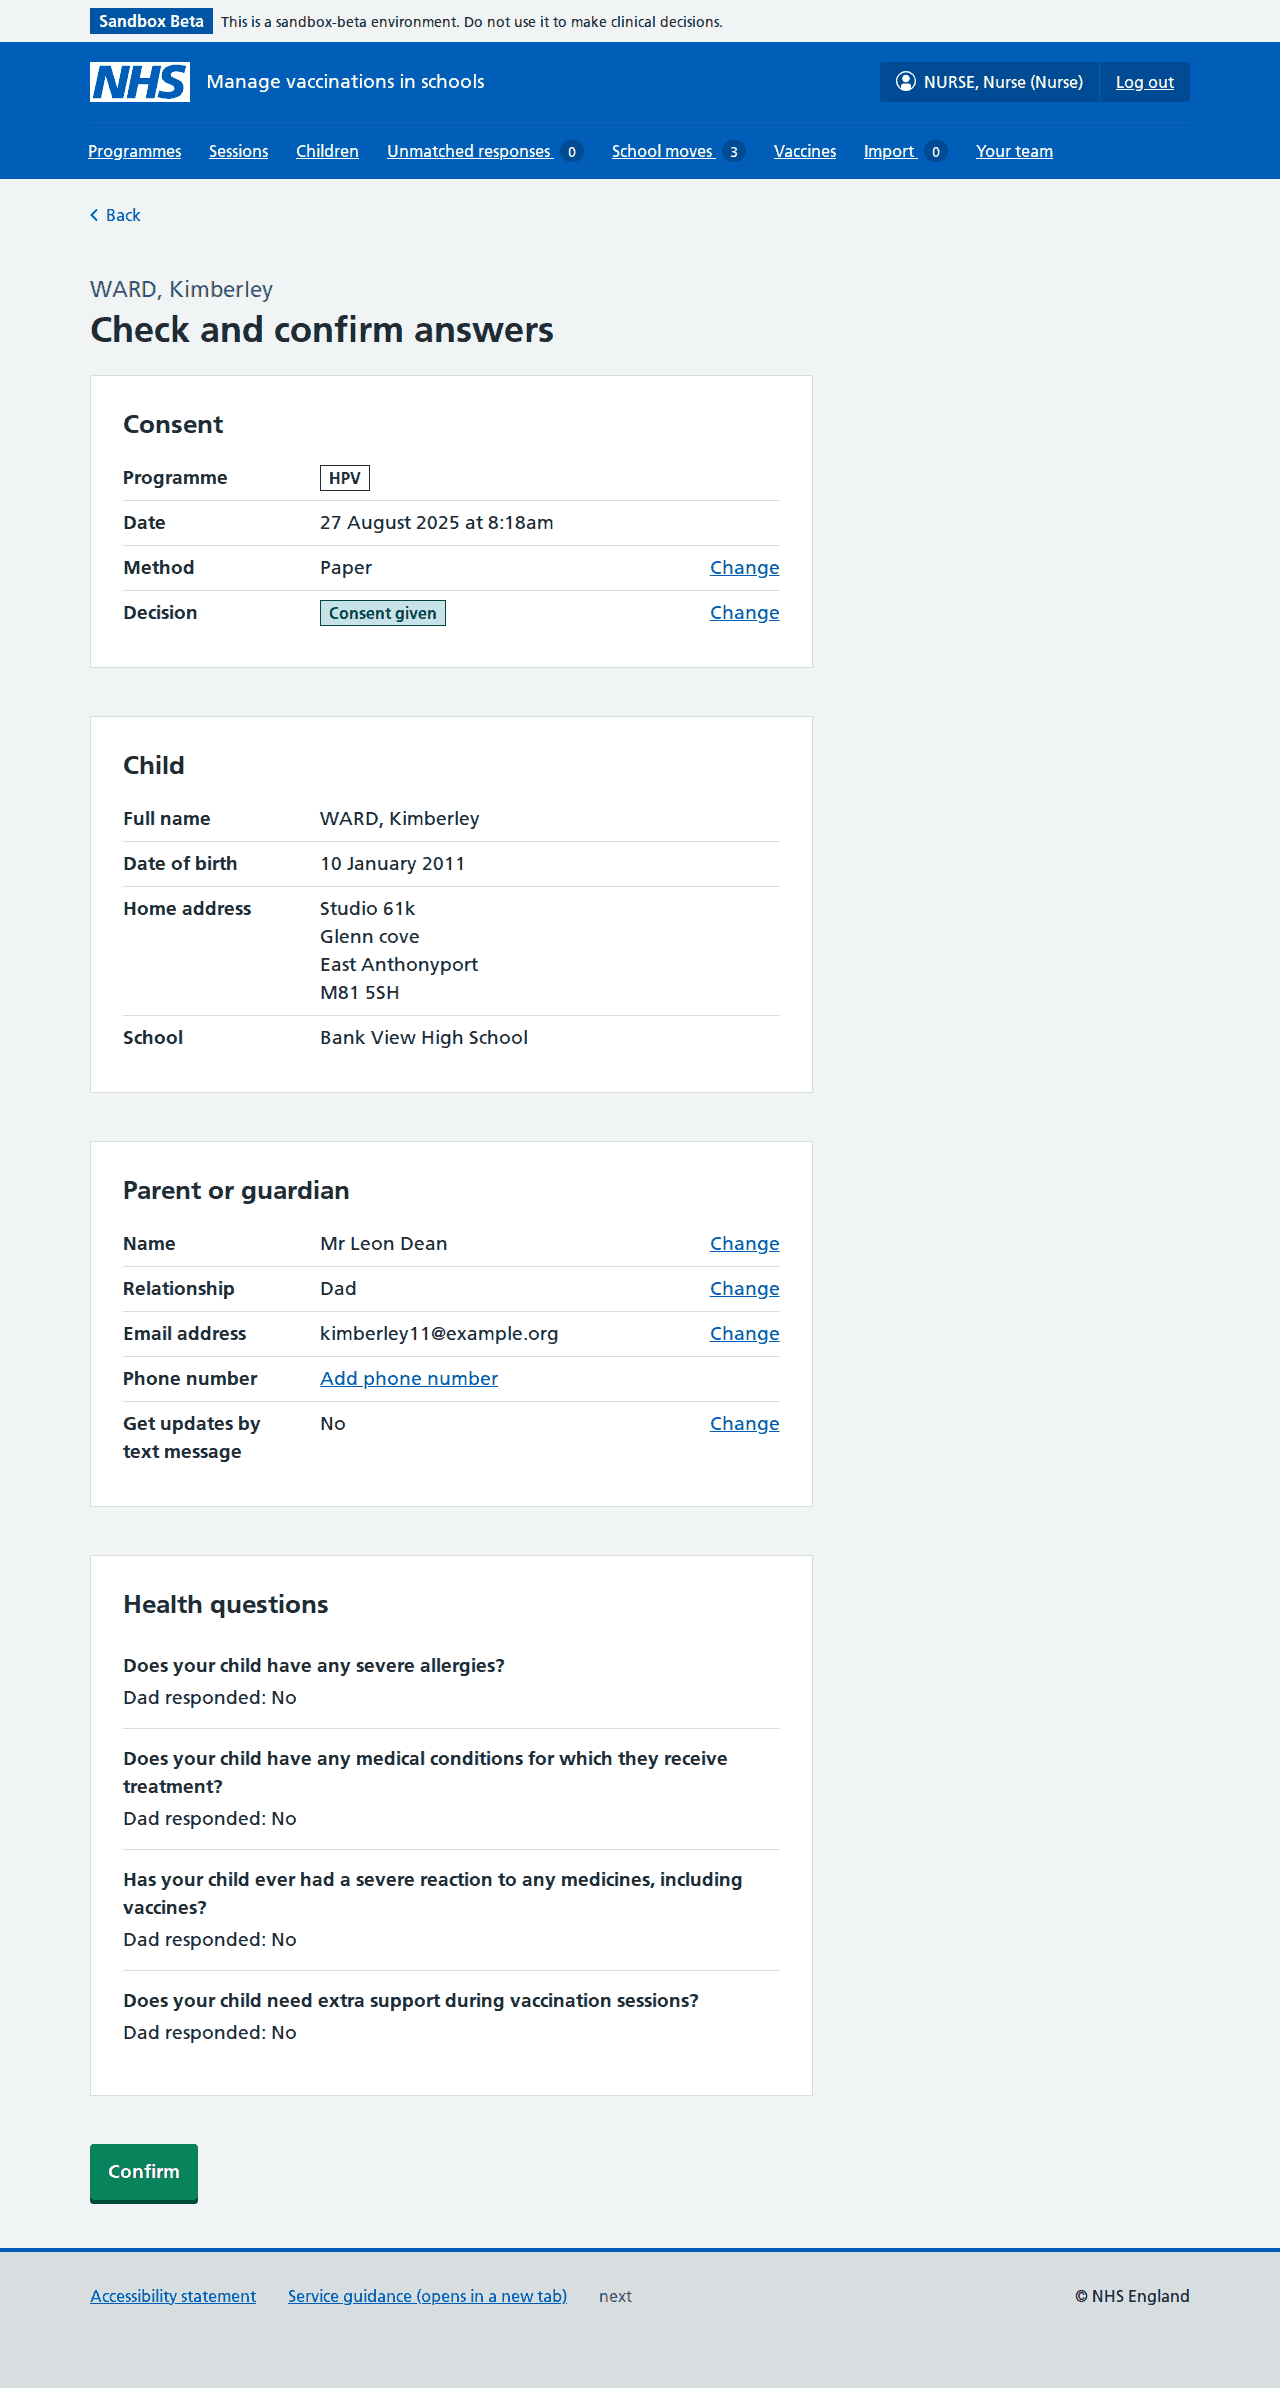 Sandbox Beta This is a sandbox-beta environment. Do not use it to make clinical decisions.
NHS Manage vaccinations in schools NURSE, Nurse (Nurse) Log out
Programmes Sessions Children Unmatched responses 0 School moves 3 Vaccines Import 0 Your team
Back
WARD, Kimberley
Check and confirm answers
Consent
Programme HPV
Date 27 August 2025 at 8:18am
Method Paper Change
Decision Consent given Change
Child
Full name WARD, Kimberley
Date of birth 10 January 2011
Home address Studio 61k
Glenn cove
East Anthonyport
M81 5SH
School Bank View High School
Parent or guardian
Name Mr Leon Dean Change
Relationship Dad Change
Email address kimberley11@example.org Change
Phone number Add phone number
Get updates by No Change
text message
Health questions
Does your child have any severe allergies?
Dad responded: No
Does your child have any medical conditions for which they receive
treatment?
Dad responded: No
Has your child ever had a severe reaction to any medicines, including
vaccines?
Dad responded: No
Does your child need extra support during vaccination sessions?
Dad responded: No
Confirm
Accessibility statement Service guidance (opens in a new tab) next © NHS England